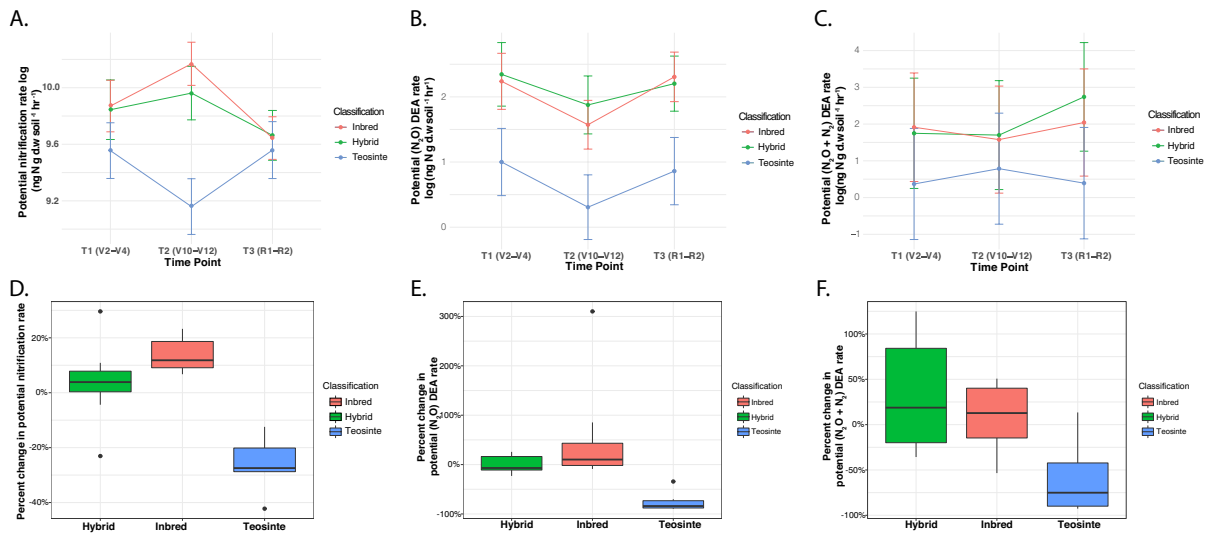 A.
Potential nitrification rate log
(ng N g d.w soil⁻¹ hr⁻¹)
10.0
9.6
9.2
T1 (V2–V4)
T2 (V10–V12)
T3 (R1–R2)
Time Point
Classification
Inbred
Hybrid
Teosinte
B.
Potential (N₂O) DEA rate
log(ng N g d.w soil⁻¹ hr¹)
2
1
0
T1 (V2–V4)
T2 (V10–V12)
T3 (R1–R2)
Time Point
Classification
Inbred
Hybrid
Teosinte
C.
Potential (N₂O + N₂) DEA rate
log(ng N g d.w soil⁻¹ hr¹)
4
3
2
1
0
−1
T1 (V2–V4)
T2 (V10–V12)
T3 (R1–R2)
Time Point
Classification
Inbred
Hybrid
Teosinte
D.
Percent change in potential nitrification rate
20%
0%
-20%
-40%
Hybrid
Inbred
Teosinte
Classification
Inbred
Hybrid
Teosinte
E.
Percent change in
potential (N₂O) DEA rate
300%
200%
100%
0%
-100%
Hybrid
Inbred
Teosinte
Classification
Inbred
Hybrid
Teosinte
F.
Percent change in
potential (N₂O + N₂) DEA rate
100%
50%
0%
-50%
-100%
Hybrid
Inbred
Teosinte
Classification
Inbred
Hybrid
Teosinte